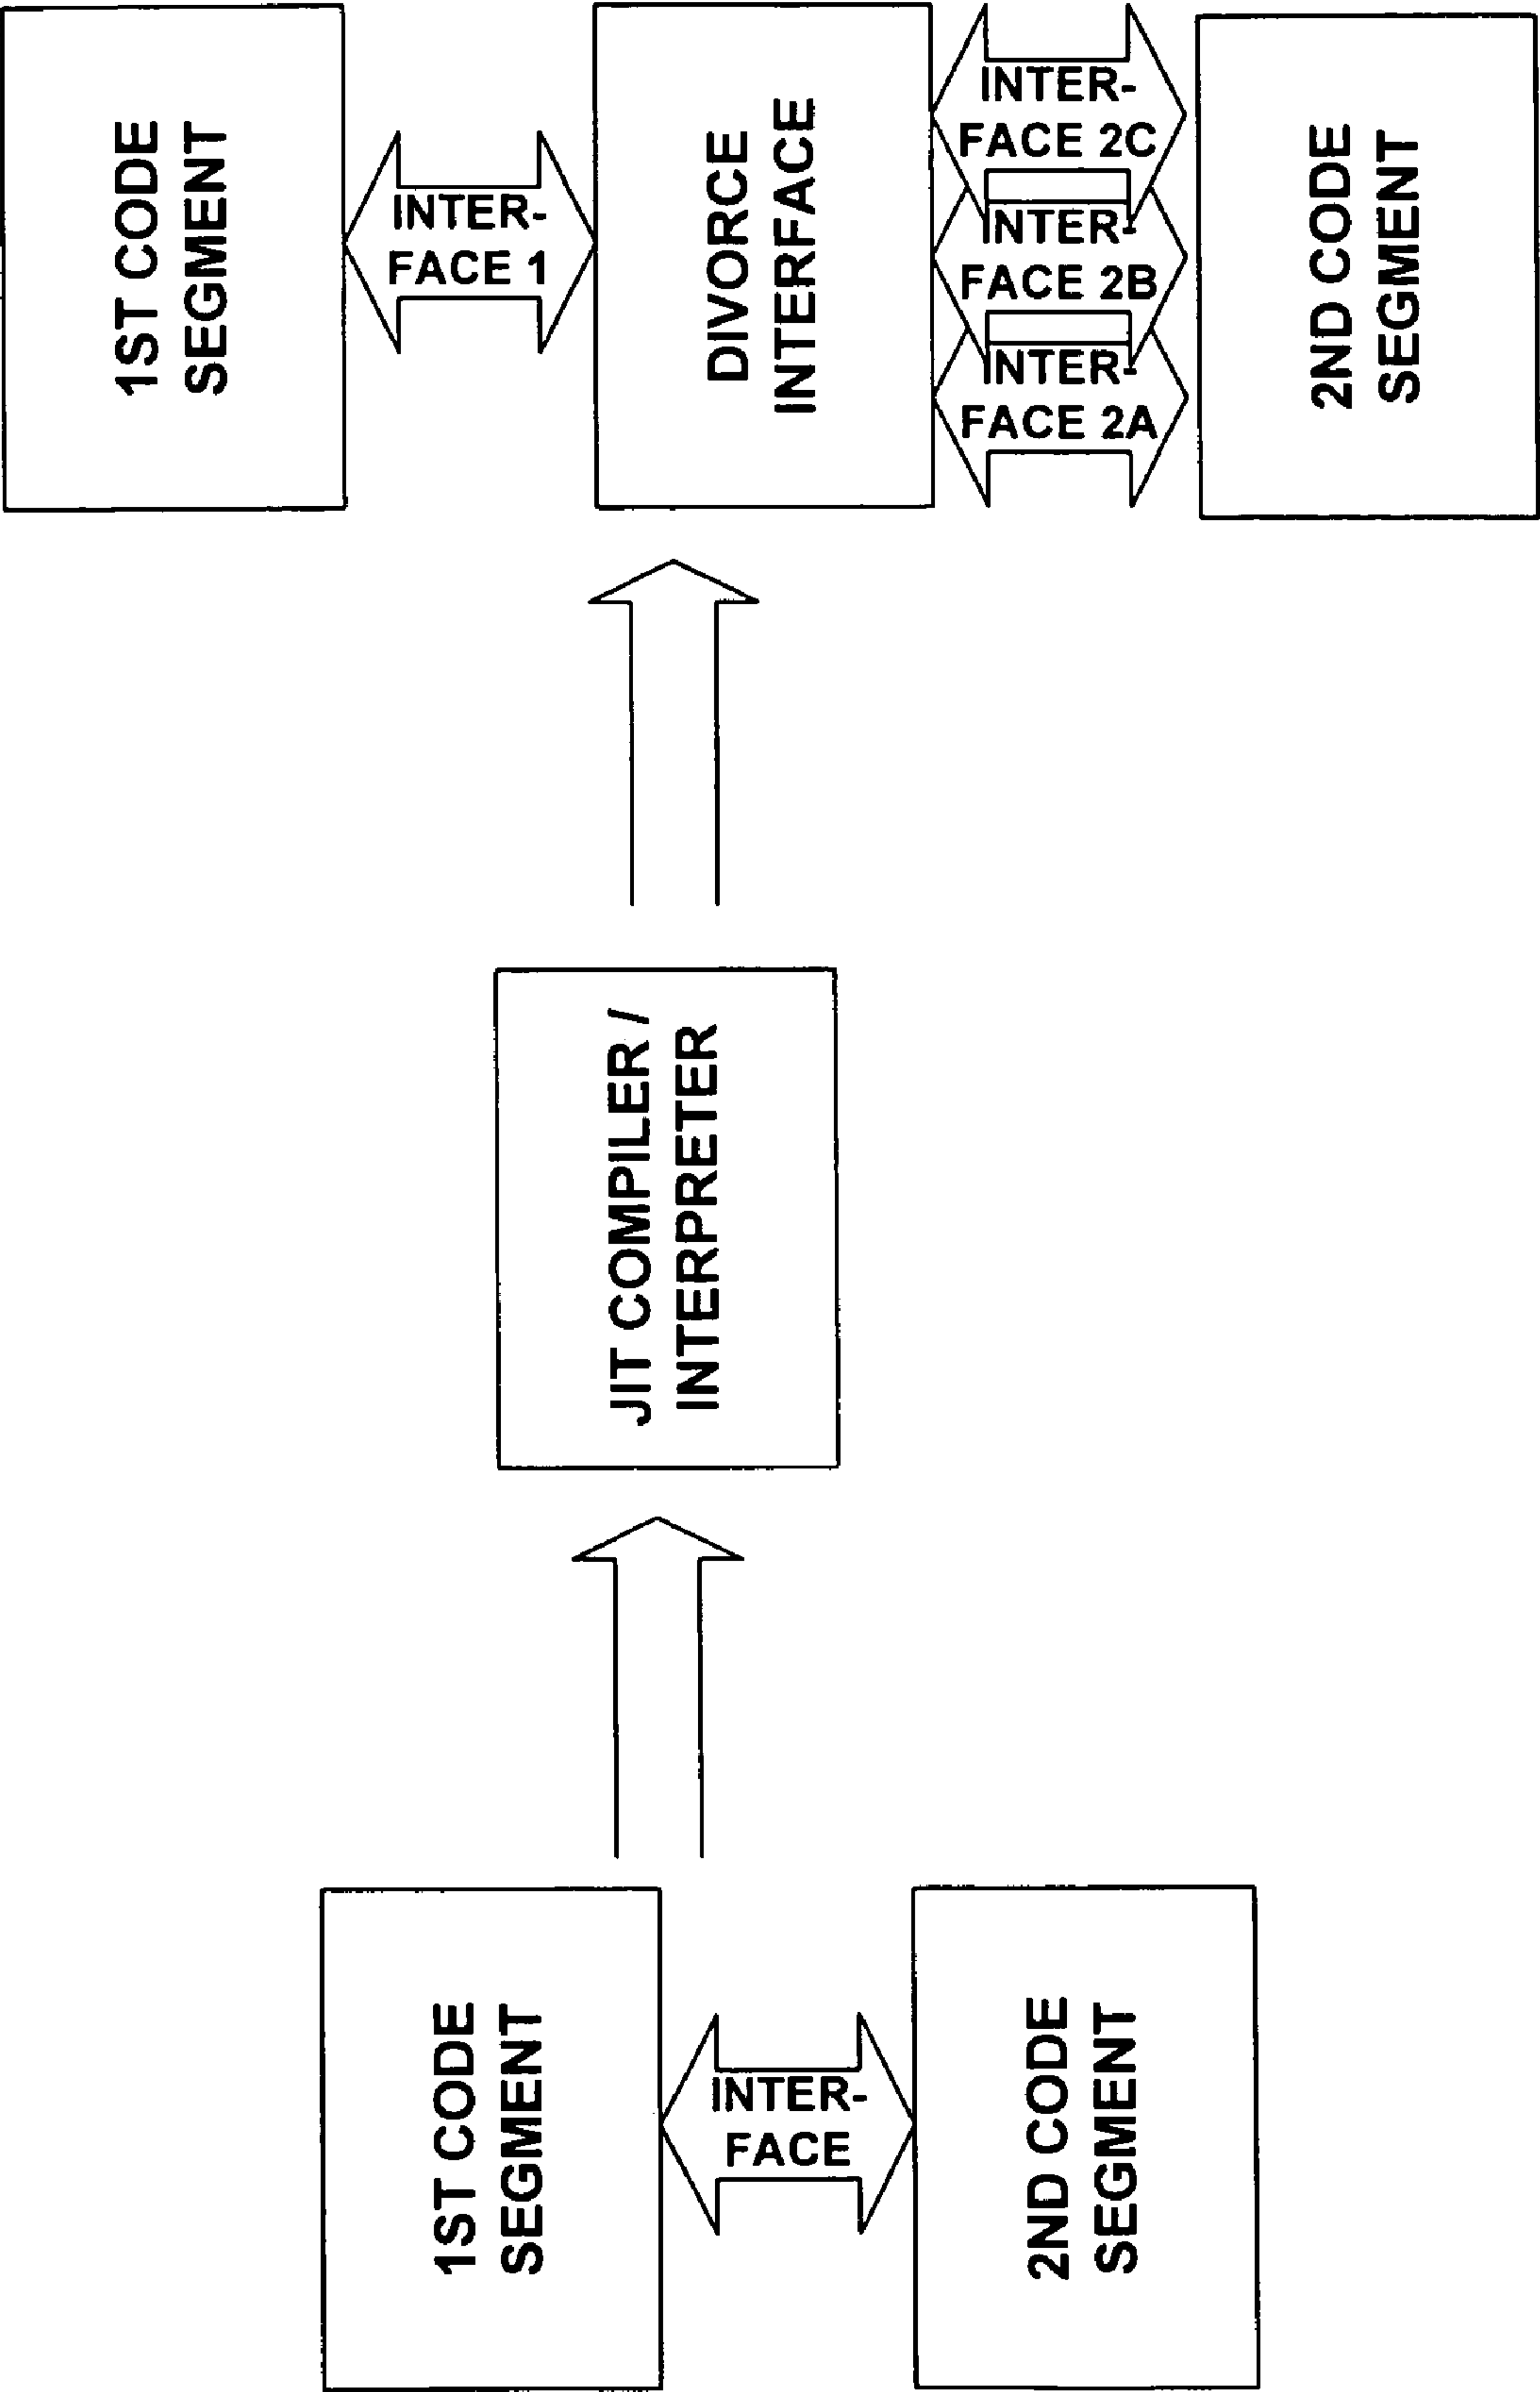 1ST CODE
SEGMENT
INTER-
FACE 1
DIVORCE
INTERFACE
INTER-
FACE 2C
INTER-
FACE 2B
INTER-
FACE 2A
2ND CODE
SEGMENT
JIT COMPILER /
INTERPRETER
1ST CODE
SEGMENT
INTER-
FACE
2ND CODE
SEGMENT